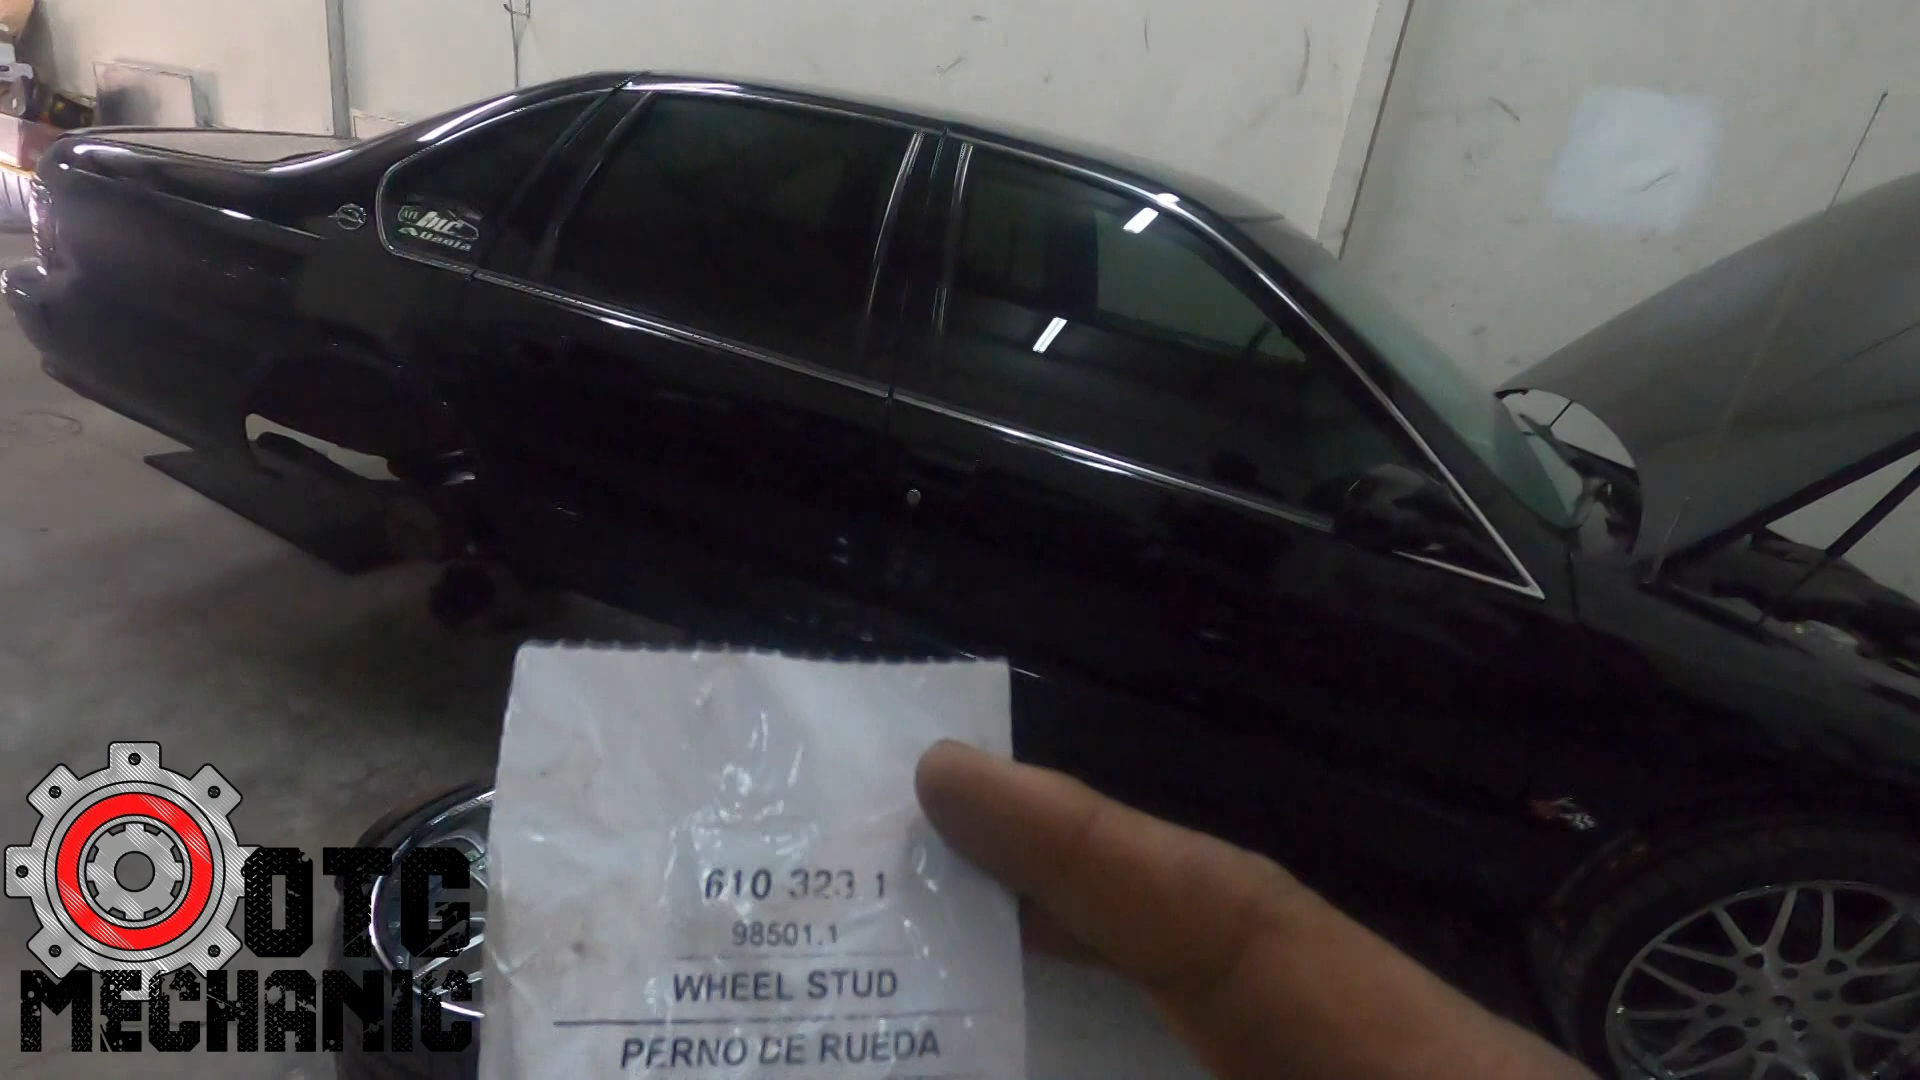 610 323.1
98501.1
WHEEL STUD
PERNO DE RUEDA
OTG
MECHANIC